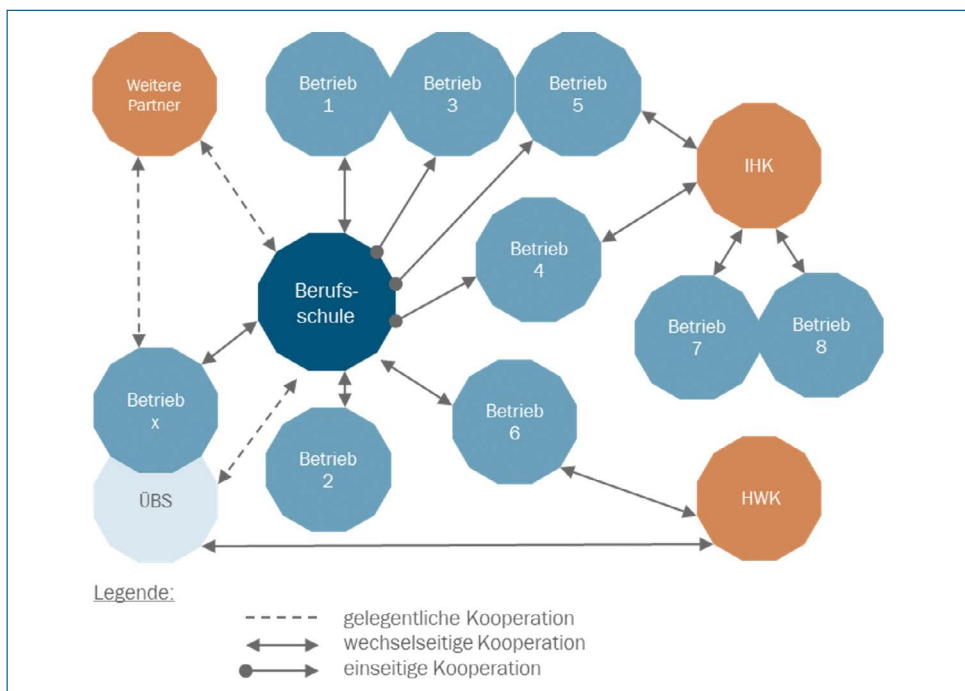 Weitere
Partner
Betrieb
1
Betrieb
3
Betrieb
5
IHK
Betrieb
4
Berufs-
schule
Betrieb
7
Betrieb
8
Betrieb
x
Betrieb
6
Betrieb
2
ÜBS
HWK
Legende:
gelegentliche Kooperation
wechselseitige Kooperation
einseitige Kooperation